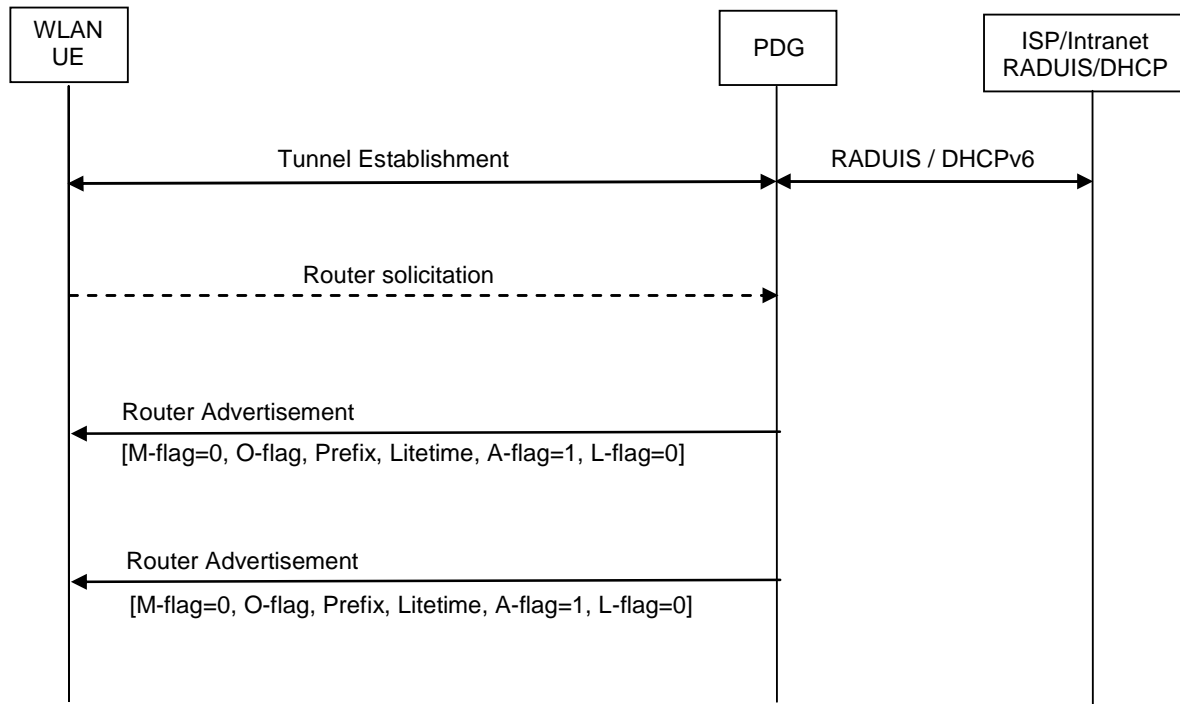 WLAN
UE
PDG
ISP/Intranet
RADUIS/DHCP
Tunnel Establishment
RADUIS / DHCPv6
Router solicitation
Router Advertisement
[M-flag=0, O-flag, Prefix, Litetime, A-flag=1, L-flag=0]
Router Advertisement
[M-flag=0, O-flag, Prefix, Litetime, A-flag=1, L-flag=0]